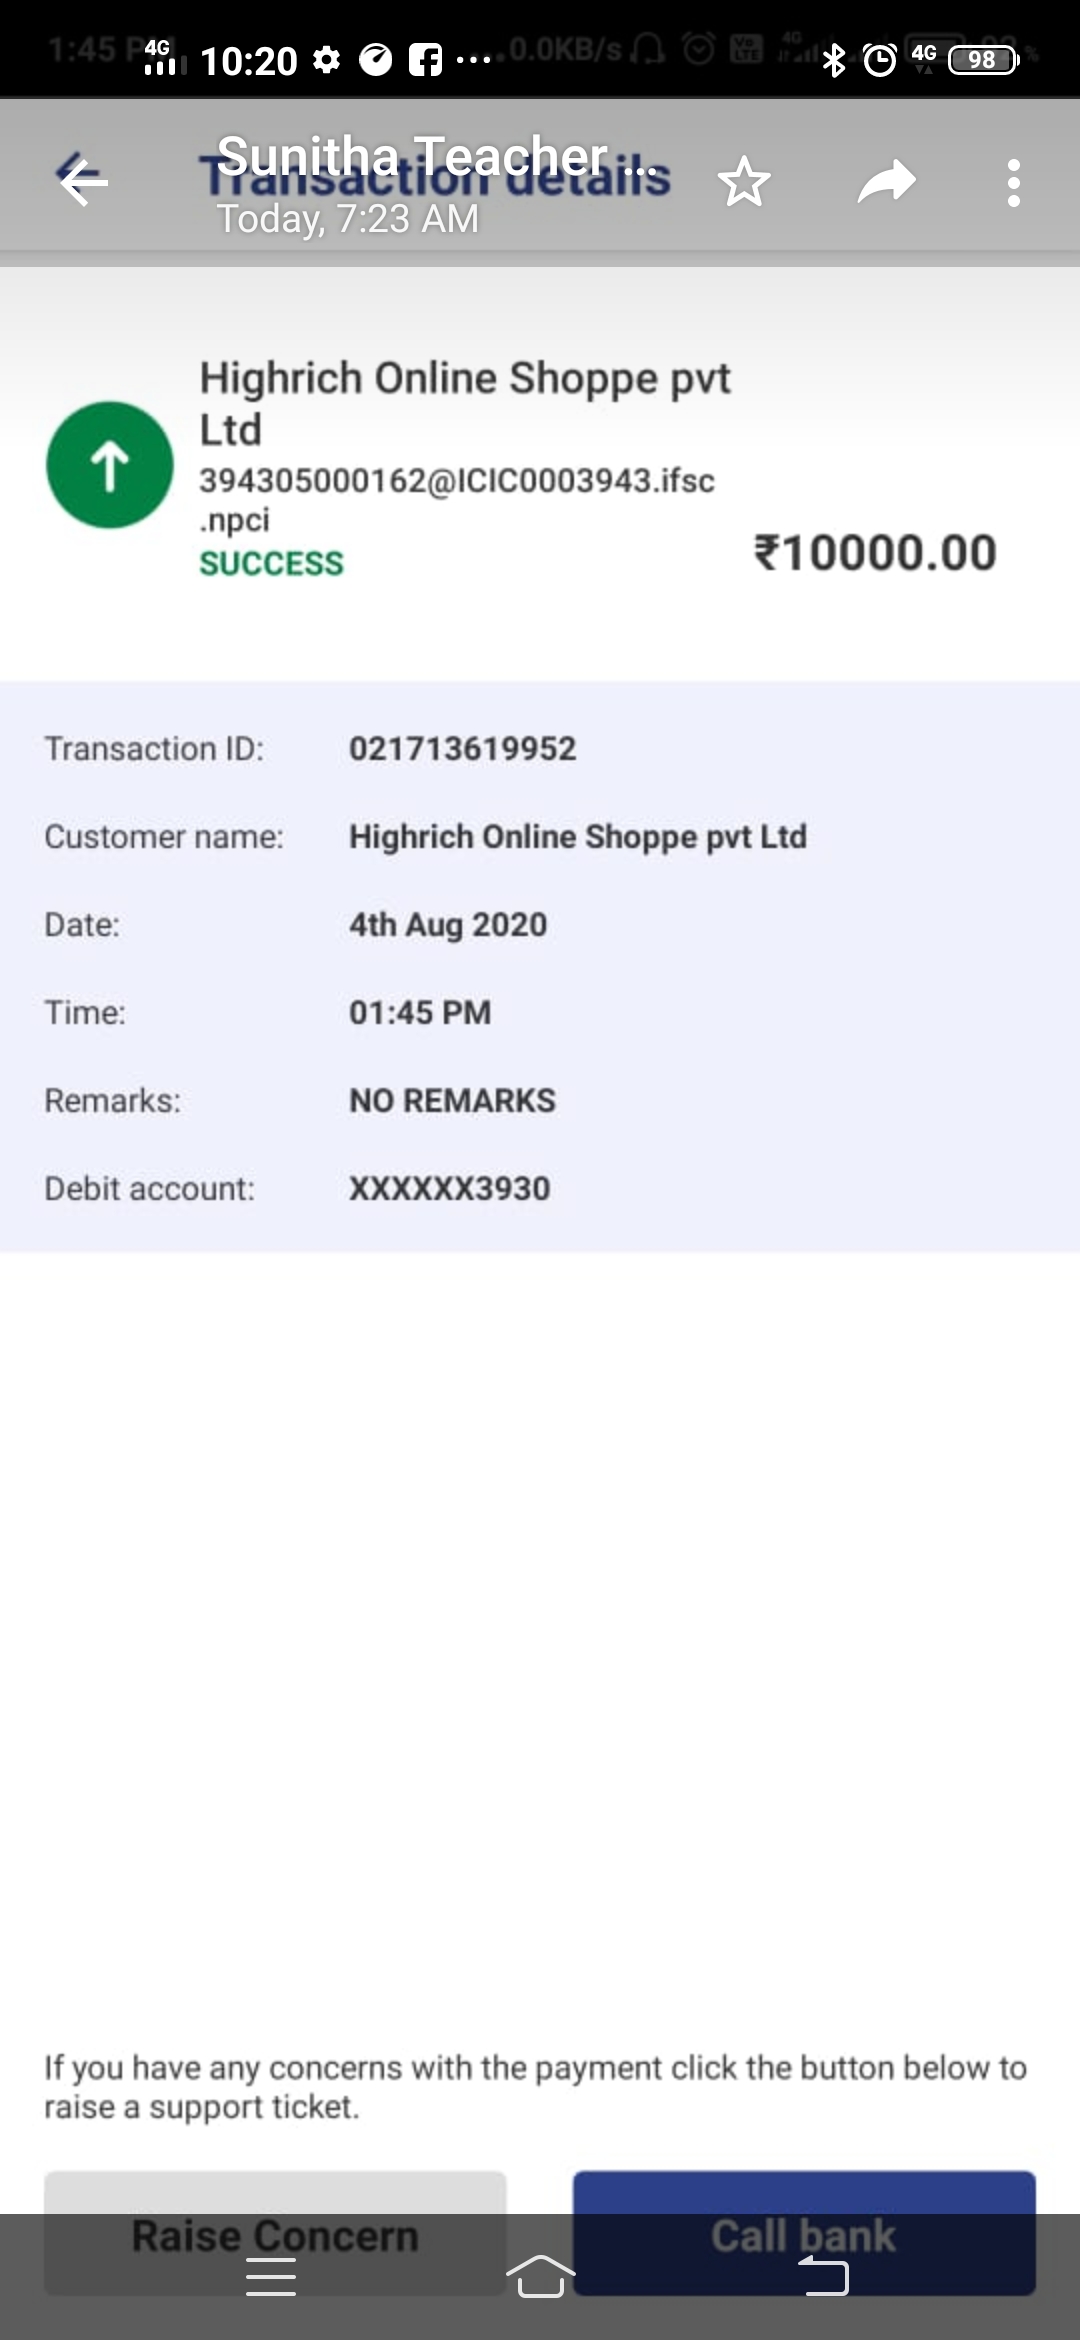 1:45 P
4G 10:20 ... ...0.0KB/s 4G 4G 98 %
Sunitha Teacher ...
Transaction details
Today, 7:23 AM
Highrich Online Shoppe pvt
Ltd
394305000162@ICIC0003943.ifsc
.npci
SUCCESS
₹10000.00
Transaction ID: 021713619952
Customer name: Highrich Online Shoppe pvt Ltd
Date: 4th Aug 2020
Time: 01:45 PM
Remarks: NO REMARKS
Debit account: XXXXXX3930
If you have any concerns with the payment click the button below to
raise a support ticket.
Raise Concern Call bank